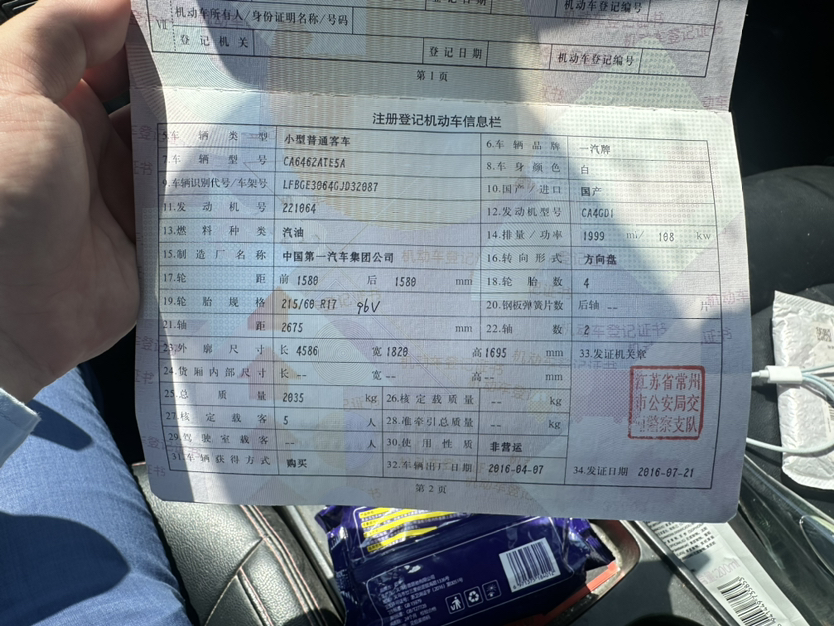 登记日期 机动车登记编号
Ⅶ 机动车所有人/身份证明名称/号码
登记机关 登记日期 机动车登记编号
第1页
注册登记机动车信息栏
5.车辆类型 小型普通客车 6.车辆品牌 一汽牌
7.车辆型号 CA6462ATE5A 8.车身颜色 白
9.车辆识别代号/车架号 LFBGE3064GJD32087 10.国产/进口 国产
11.发动机号 221064 12.发动机型号 CA4GD1
13.燃料种类 汽油 14.排量/功率 1999 ml/ 108 kw
15.制造厂名称 中国第一汽车集团公司 16.转向形式 方向盘
17.轮距 前 1580 后 1580 mm 18.轮胎数 4
19.轮胎规格 215/60 R17 96V 20.钢板弹簧片数 后轴 -- 片
21.轴距 2675 mm 22.轴数 2
23.外廓尺寸 长 4586 宽 1820 高 1695 mm 33.发证机关章
24.货厢内部尺寸 长 -- 宽 -- 高 -- mm
25.总质量 2035 kg 26.核定载质量 -- kg
27.核定载客 5 人 28.准牵引总质量 -- kg
29.驾驶室载客 -- 人 30.使用性质 非营运
31.车辆获得方式 购买 32.车辆出厂日期 2016-04-07 34.发证日期 2016-07-21
江苏省常州
市公安局交
警察支队
第2页